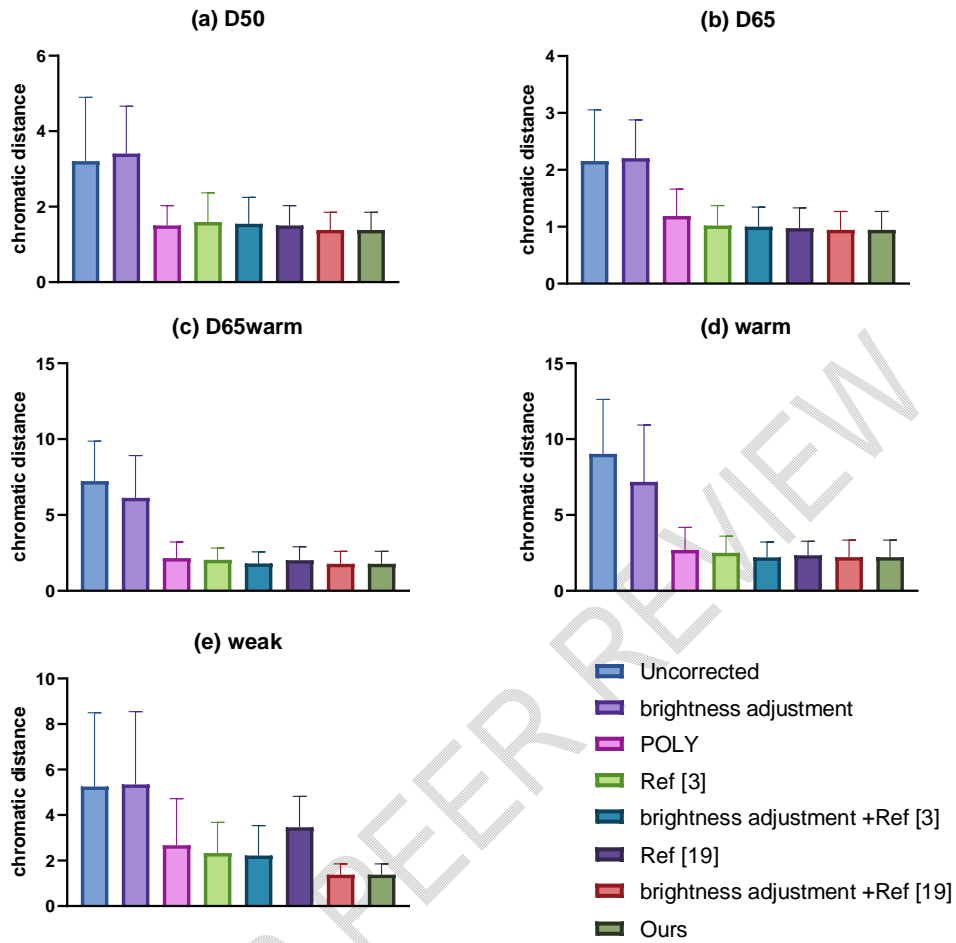 (a) D50
6
4
2
0
chromatic distance
(b) D65
4
3
2
1
0
chromatic distance
(c) D65warm
15
10
5
0
chromatic distance
(d) warm
15
10
5
0
chromatic distance
(e) weak
10
8
6
4
2
0
chromatic distance
Uncorrected
brightness adjustment
POLY
Ref [3]
brightness adjustment +Ref [3]
Ref [19]
brightness adjustment +Ref [19]
Ours
PEER REVIEW